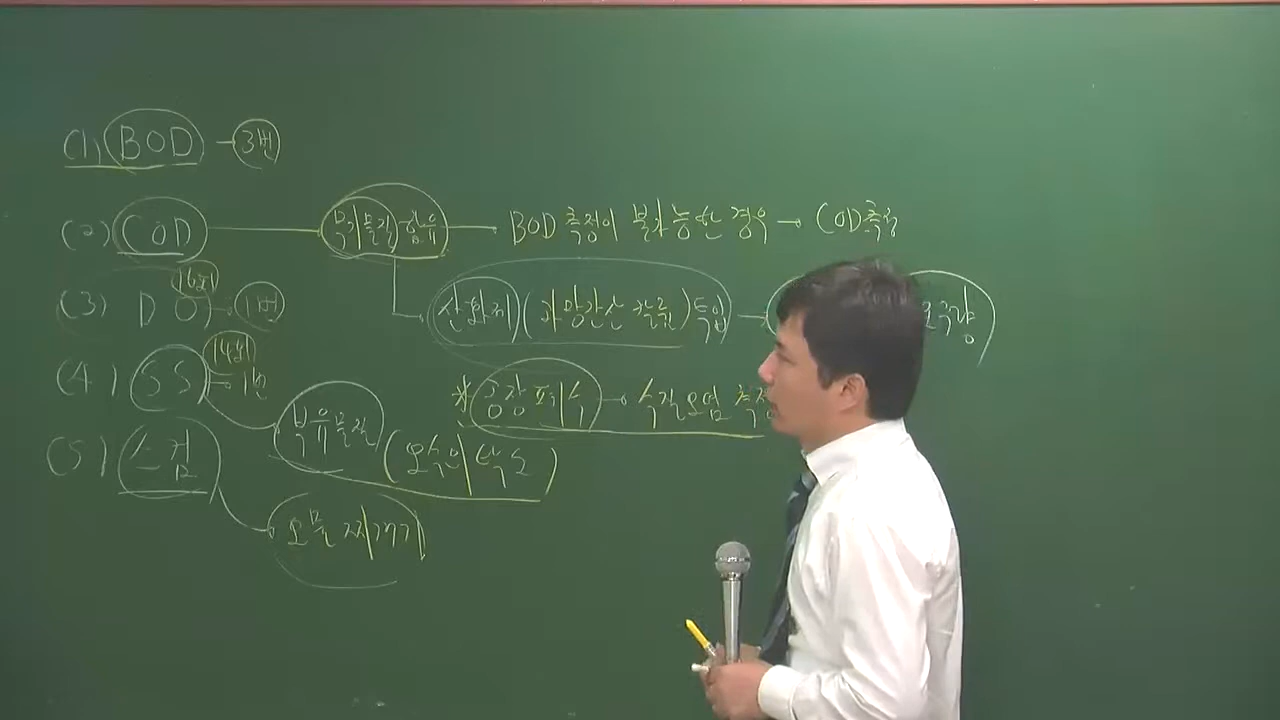 (1) BOD - 3번
(2) COD - 무기물질 함유 - BOD 측정이 불가능한 경우 → COD 측정
산화제 (과망간산 칼륨) 투입 →
(3) DO 16회 - 1번
(4) SS 14회 → 1번
* 공장폐수 → 수질오염 측정
부유물질 (오수의 탁도)
(5) 스컴
오물찌꺼기